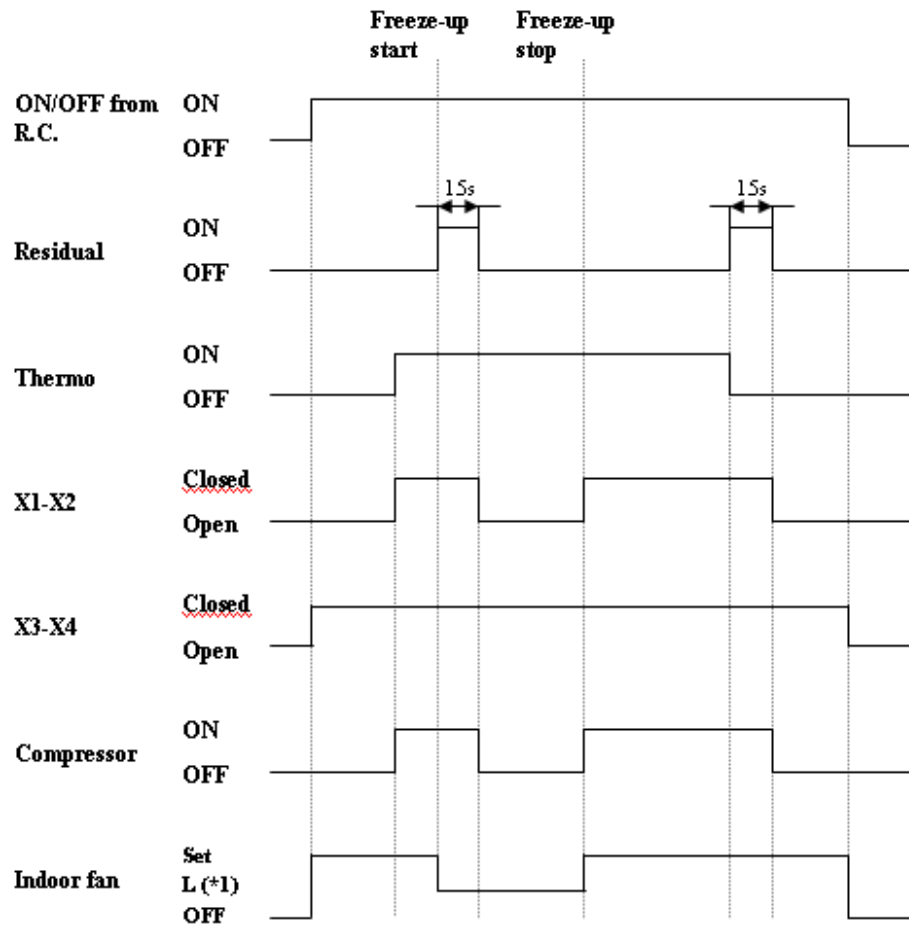 Freeze-up start
Freeze-up stop
ON/OFF from R.C.
ON
OFF
15s
15s
Residual
ON
OFF
Thermo
ON
OFF
X1-X2
Closed
Open
X3-X4
Closed
Open
Compressor
ON
OFF
Indoor fan
Set
L (*1)
OFF